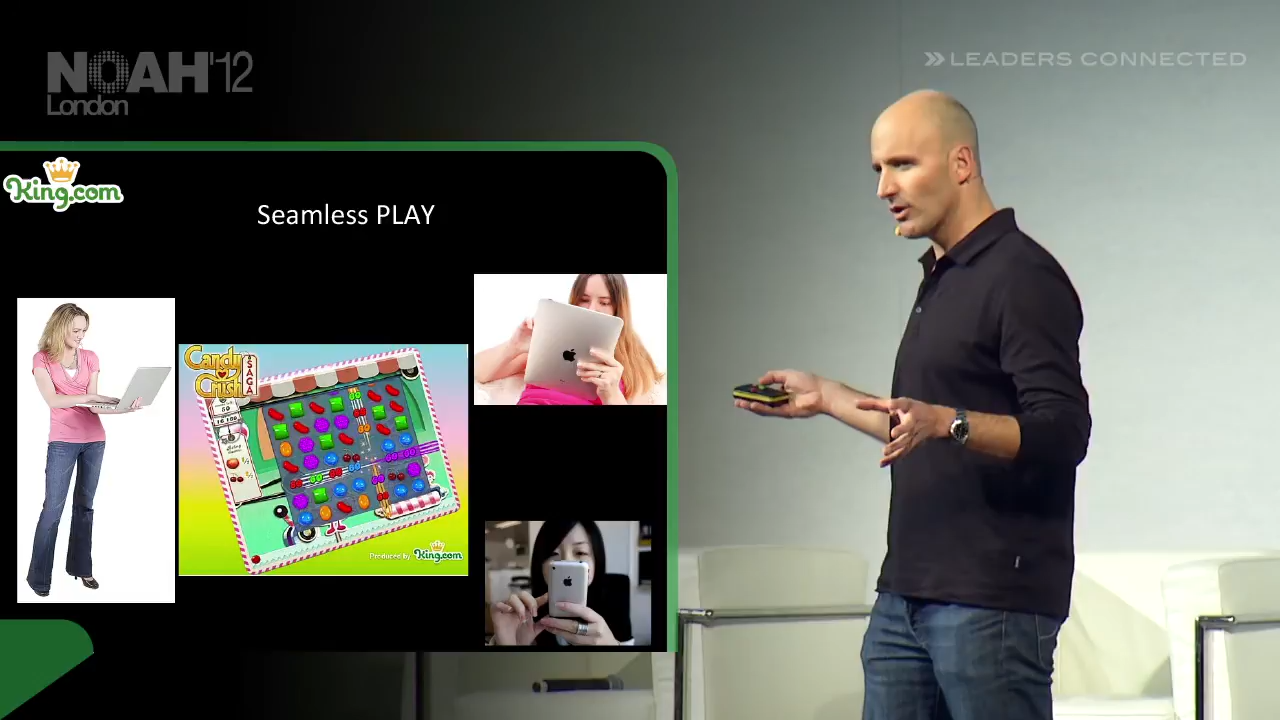 NOAH'12
London
LEADERS CONNECTED
King.com
Seamless PLAY
Candy
Crush
SAGA
Produced by King.com